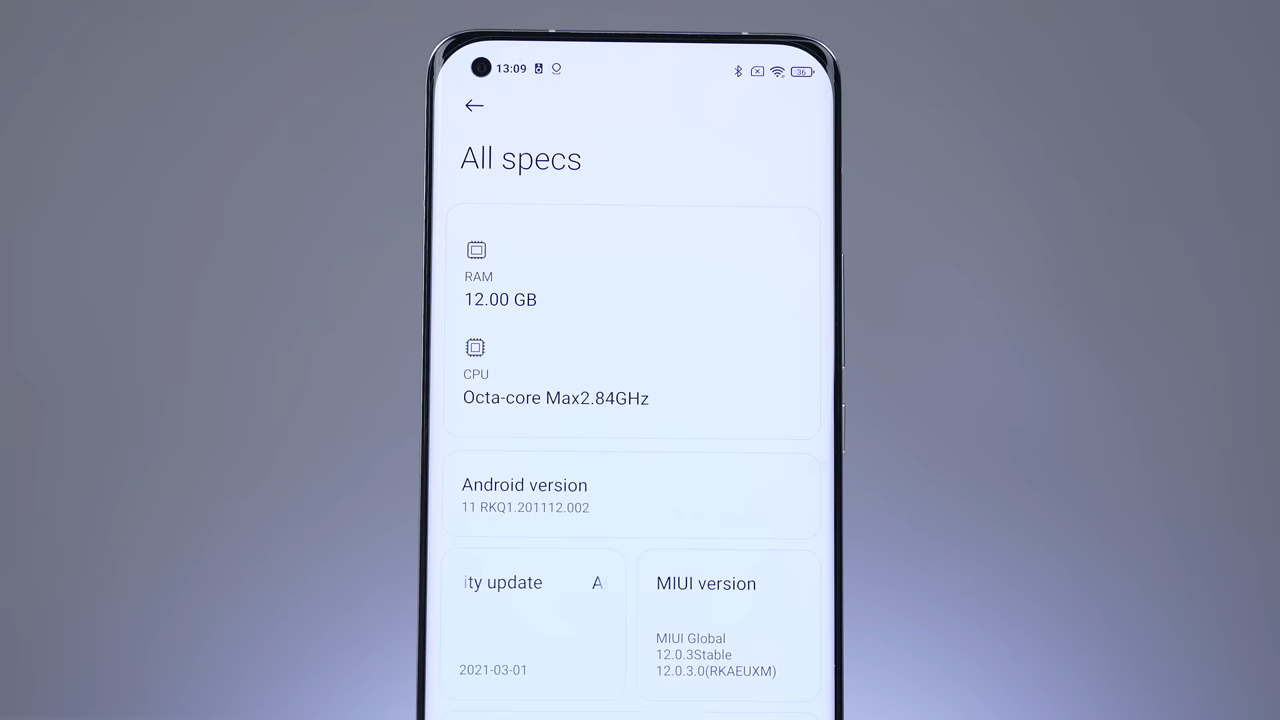 13:09
36
All specs
RAM
12.00 GB
CPU
Octa-core Max2.84GHz
Android version
11 RKQ1.201112.002
ity update A
2021-03-01
MIUI version
MIUI Global
12.0.3Stable
12.0.3.0(RKAEUXM)